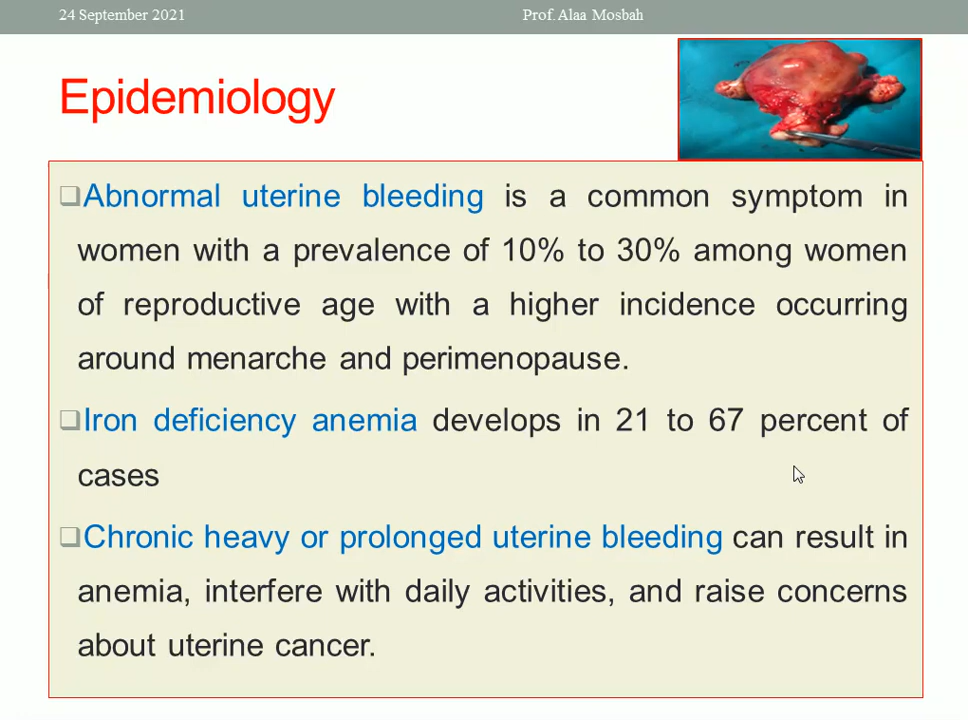 24 September 2021 Prof. Alaa Mosbah
Epidemiology
Abnormal uterine bleeding is a common symptom in
women with a prevalence of 10% to 30% among women
of reproductive age with a higher incidence occurring
around menarche and perimenopause.
Iron deficiency anemia develops in 21 to 67 percent of
cases
Chronic heavy or prolonged uterine bleeding can result in
anemia, interfere with daily activities, and raise concerns
about uterine cancer.